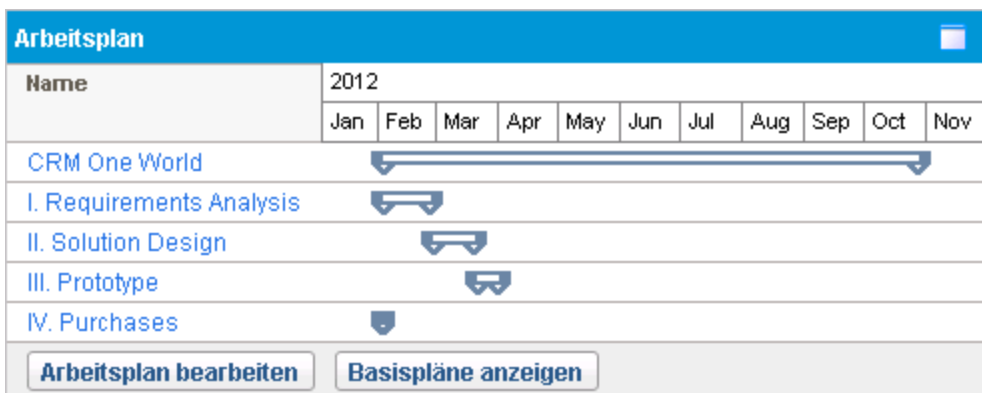 Arbeitsplan
Name
2012
Jan Feb Mar Apr May Jun Jul Aug Sep Oct Nov
CRM One World
I. Requirements Analysis
II. Solution Design
III. Prototype
IV. Purchases
Arbeitsplan bearbeiten Basispläne anzeigen